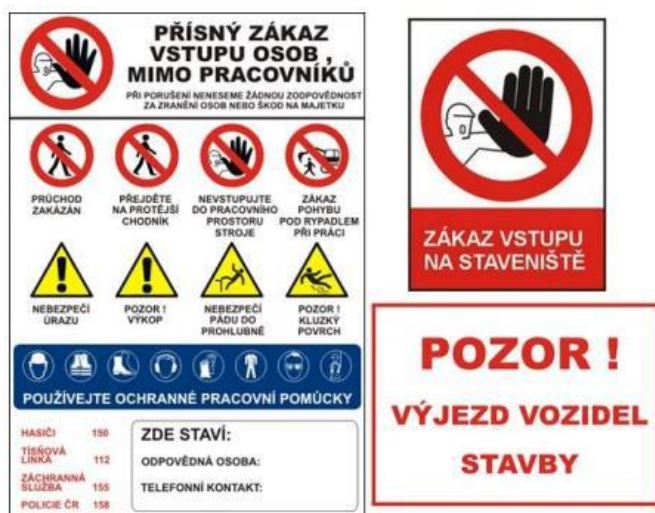 PŘÍSNÝ ZÁKAZ
VSTUPU OSOB ,
MIMO PRACOVNÍKŮ
PŘI PORUŠENÍ NENESEME ŽÁDNOU ZODPOVĚDNOST
ZA ZRANĚNÍ OSOB NEBO ŠKOD NA MAJETKU
PRŮCHOD
ZAKÁZÁN
PŘEJDĚTE
NA PROTĚJŠÍ
CHODNÍK
NEVSTUPUJTE
DO PRACOVNÍHO
PROSTORU
STROJE
ZÁKAZ
POHYBU
POD RYPADLEM
PŘI PRÁCI
NEBEZPEČÍ
ÚRAZU
POZOR !
VÝKOP
NEBEZPEČÍ
PÁDU DO
PROHLUBNĚ
POZOR !
KLUZKÝ
POVRCH
POUŽÍVEJTE OCHRANNÉ PRACOVNÍ POMŮCKY
HASIČI 150
TÍSŇOVÁ
LINKA 112
ZÁCHRANNÁ
SLUŽBA 155
POLICIE ČR 158
ZDE STAVÍ:
ODPOVĚDNÁ OSOBA:
TELEFONNÍ KONTAKT:
ZÁKAZ VSTUPU
NA STAVENIŠTĚ
POZOR !
VÝJEZD VOZIDEL
STAVBY